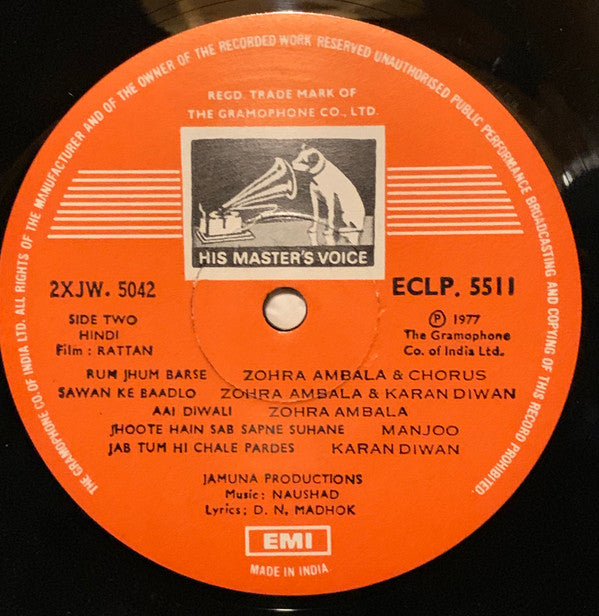 THE GRAMOPHONE CO. OF INDIA LTD. ALL RIGHTS OF THE MANUFACTURER AND OF THE OWNER OF THE RECORDED WORK RESERVED UNAUTHORISED PUBLIC PERFORMANCE BROADCASTING AND COPYING OF THIS RECORD PROHIBITED.
REGD. TRADE MARK OF
THE GRAMOPHONE CO., LTD.
HIS MASTER'S VOICE
2XJW. 5042
ECLP. 5511
SIDE TWO
HINDI
Film : RATTAN
℗ 1977
The Gramophone
Co. of India Ltd.
RUN JHUM BARSE ZOHRA AMBALA & CHORUS
SAWAN KE BAADLO ZOHRA AMBALA & KARAN DIWAN
AAI DIWALI ZOHRA AMBALA
JHOOTE HAIN SAB SAPNE SUHANE MANJOO
JAB TUM HI CHALE PARDES KARAN DIWAN
JAMUNA PRODUCTIONS
Music: NAUSHAD
Lyrics; D. N, MADHOK
EMI
MADE IN INDIA.